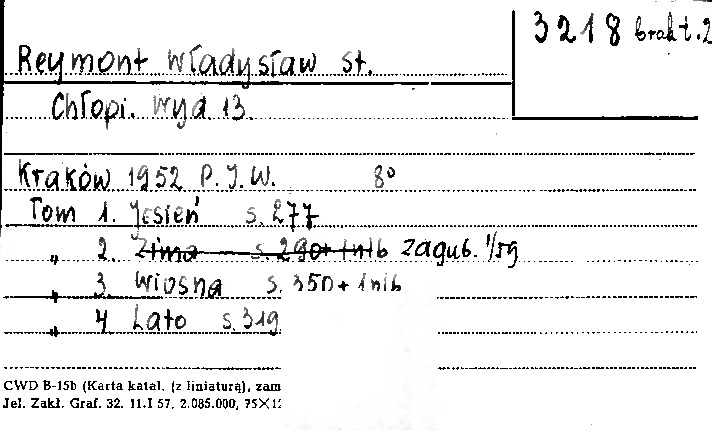 3218 brak t.2
Reymont Władysław St.
Chłopi. Wyd 13.
Kraków 1952 P.I.W. 8°
Tom 1. Jesień s. 277
" 2. Zima s. 290+1nlb zagub. 1/59
" 3 Wiosna s. 350+1nlb
" 4 Lato s. 319
CWD B-15b (Karta katal. (z liniaturą), zam
Jel. Zakł. Graf. 32. 11.I 57. 2.085.000, 75X12